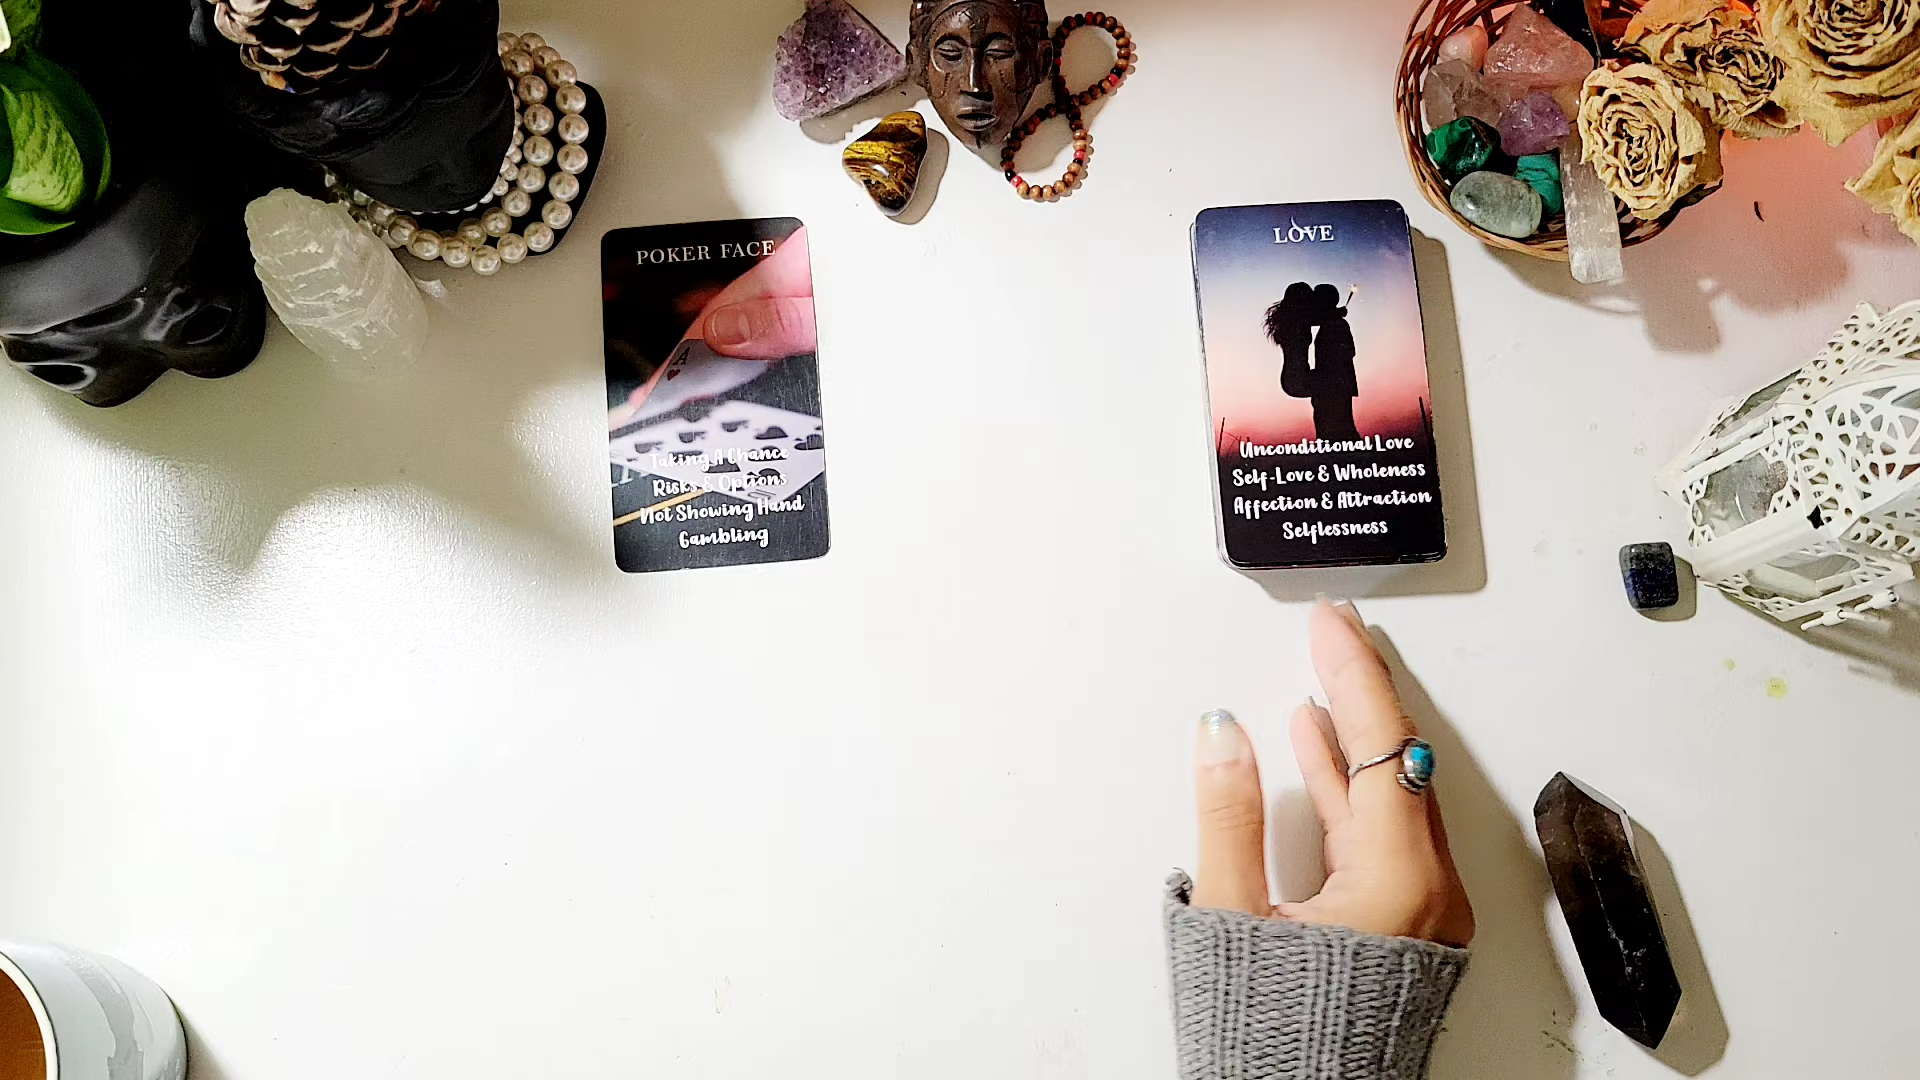 POKER FACE
Taking A Chance
Risks & Options
Not Showing Hand
Gambling
LOVE
Unconditional Love
Self-Love & Wholeness
Affection & Attraction
Selflessness